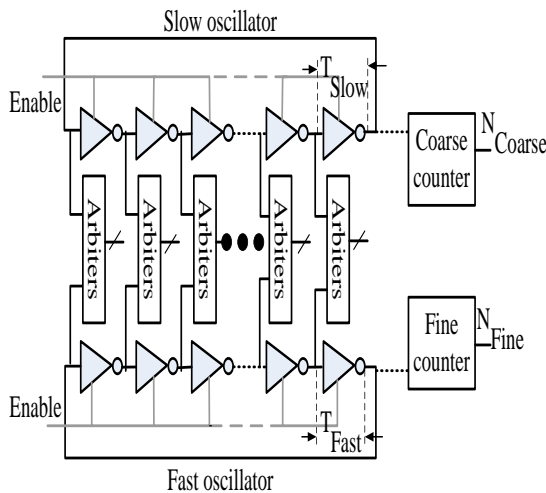 Slow oscillator
T Slow
Enable
Coarse counter
N Coarse
Arbiters
Arbiters
Arbiters
Arbiters
Arbiters
Fine counter
N Fine
Enable
T Fast
Fast oscillator